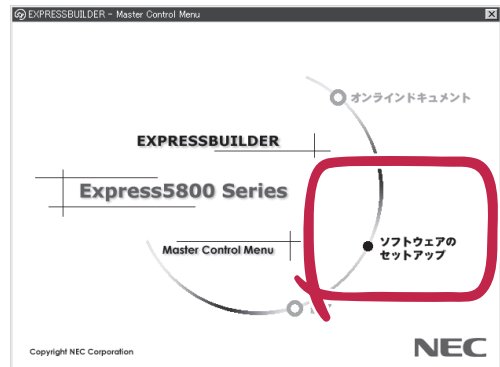 EXPRESSBUILDER - Master Control Menu
オンラインドキュメント
EXPRESSBUILDER
Express5800 Series
ソフトウェアの
セットアップ
Master Control Menu
Copyright NEC Corporation
NEC